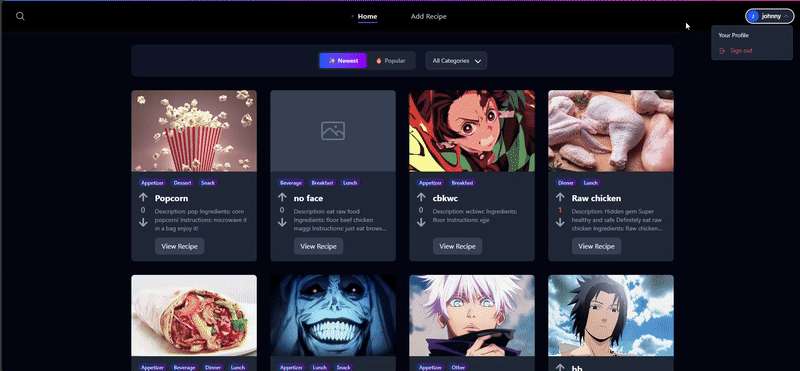 Home
Add Recipe
j johnny
Your Profile
Sign out
✨ Newest
🔥 Popular
All Categories
Appetizer Dessert Snack
Popcorn
0
Description: pop Ingredients: corn
popcorn! Instructions: microwave it
in a bag enjoy it!
View Recipe
Beverage Breakfast Lunch
no face
0
Description: eat raw food
Ingredients: floor beef chicken
maggi Instructions: just eat brows...
View Recipe
Appetizer Breakfast
cbkwc
0
Description: wcbiwc Ingredients:
floor Instructions: ejje
View Recipe
Dinner Lunch
Raw chicken
1
Description: Hidden gem Super
healthy and safe Definitely eat raw
chicken Ingredients: Raw chicken...
View Recipe
Appetizer Beverage Dinner Lunch
Appetizer Lunch Snack
Appetizer Other